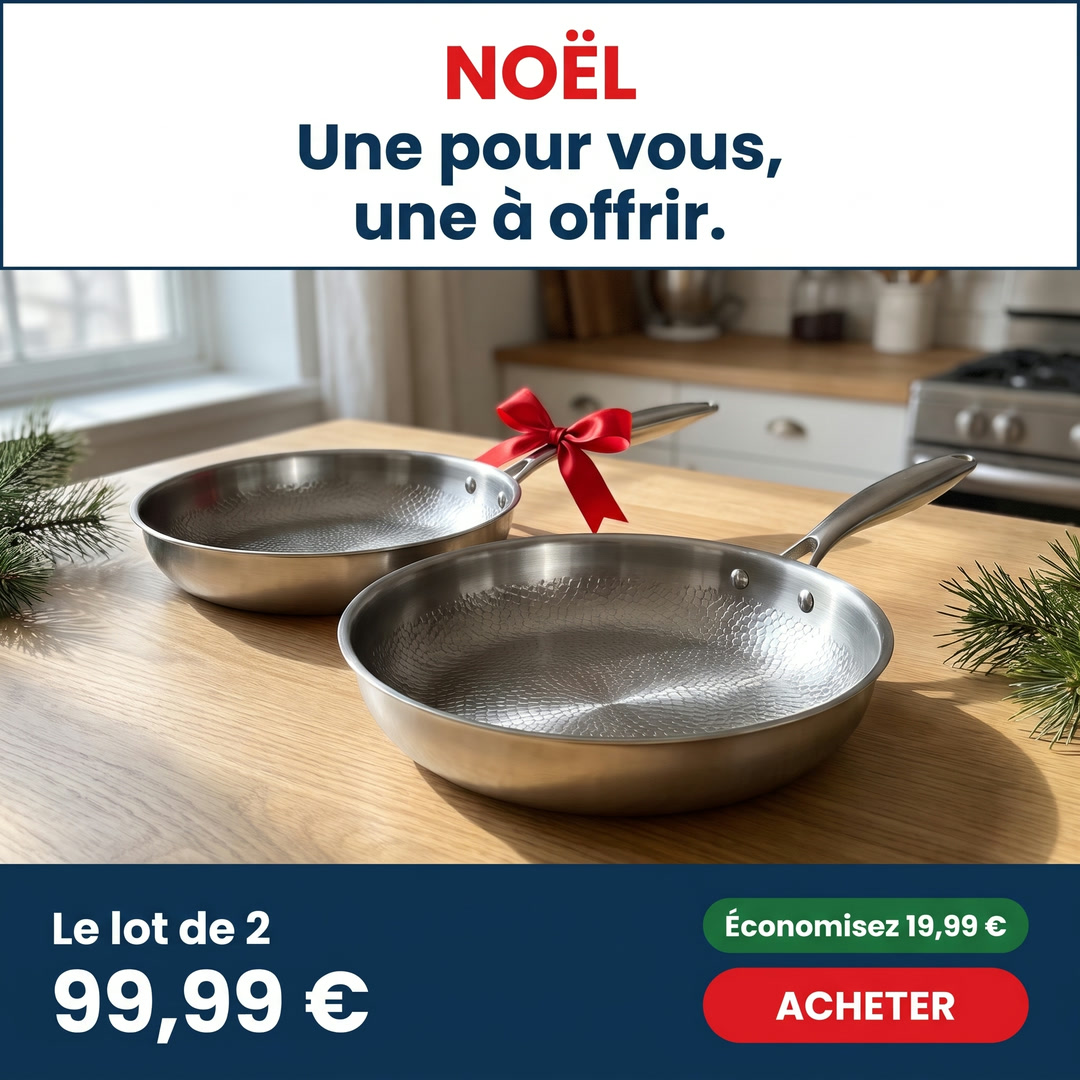 NOËL
Une pour vous,
une à offrir.
Le lot de 2
99,99 €
Économisez 19,99 €
ACHETER